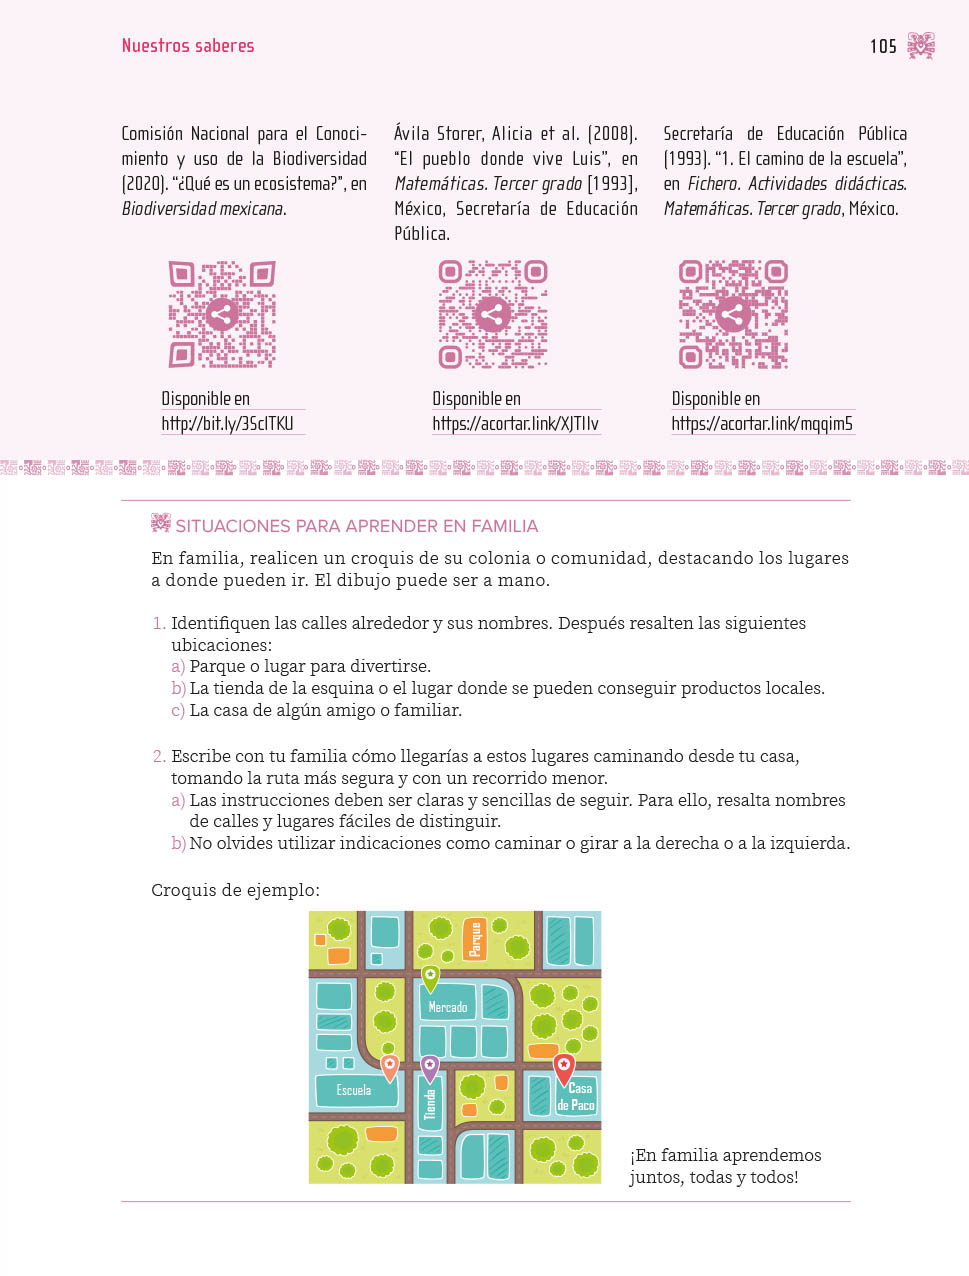 Nuestros saberes
105
Comisión Nacional para el Conoci-
miento y uso de la Biodiversidad
(2020). “¿Qué es un ecosistema?”, en
Biodiversidad mexicana.
Disponible en
http://bit.ly/3SclTKU
Ávila Storer, Alicia et al. (2008).
“El pueblo donde vive Luis”, en
Matemáticas. Tercer grado [1993],
México, Secretaría de Educación
Pública.
Disponible en
https://acortar.link/XJTIlv
Secretaría de Educación Pública
(1993). “1. El camino de la escuela”,
en Fichero. Actividades didácticas.
Matemáticas. Tercer grado, México.
Disponible en
https://acortar.link/mqqim5
SITUACIONES PARA APRENDER EN FAMILIA
En familia, realicen un croquis de su colonia o comunidad, destacando los lugares
a donde pueden ir. El dibujo puede ser a mano.
1. Identifiquen las calles alrededor y sus nombres. Después resalten las siguientes
ubicaciones:
a) Parque o lugar para divertirse.
b) La tienda de la esquina o el lugar donde se pueden conseguir productos locales.
c) La casa de algún amigo o familiar.
2. Escribe con tu familia cómo llegarías a estos lugares caminando desde tu casa,
tomando la ruta más segura y con un recorrido menor.
a) Las instrucciones deben ser claras y sencillas de seguir. Para ello, resalta nombres
de calles y lugares fáciles de distinguir.
b) No olvides utilizar indicaciones como caminar o girar a la derecha o a la izquierda.
Croquis de ejemplo:
Parque
Mercado
Escuela
Tienda
Casa
de Paco
¡En familia aprendemos
juntos, todas y todos!